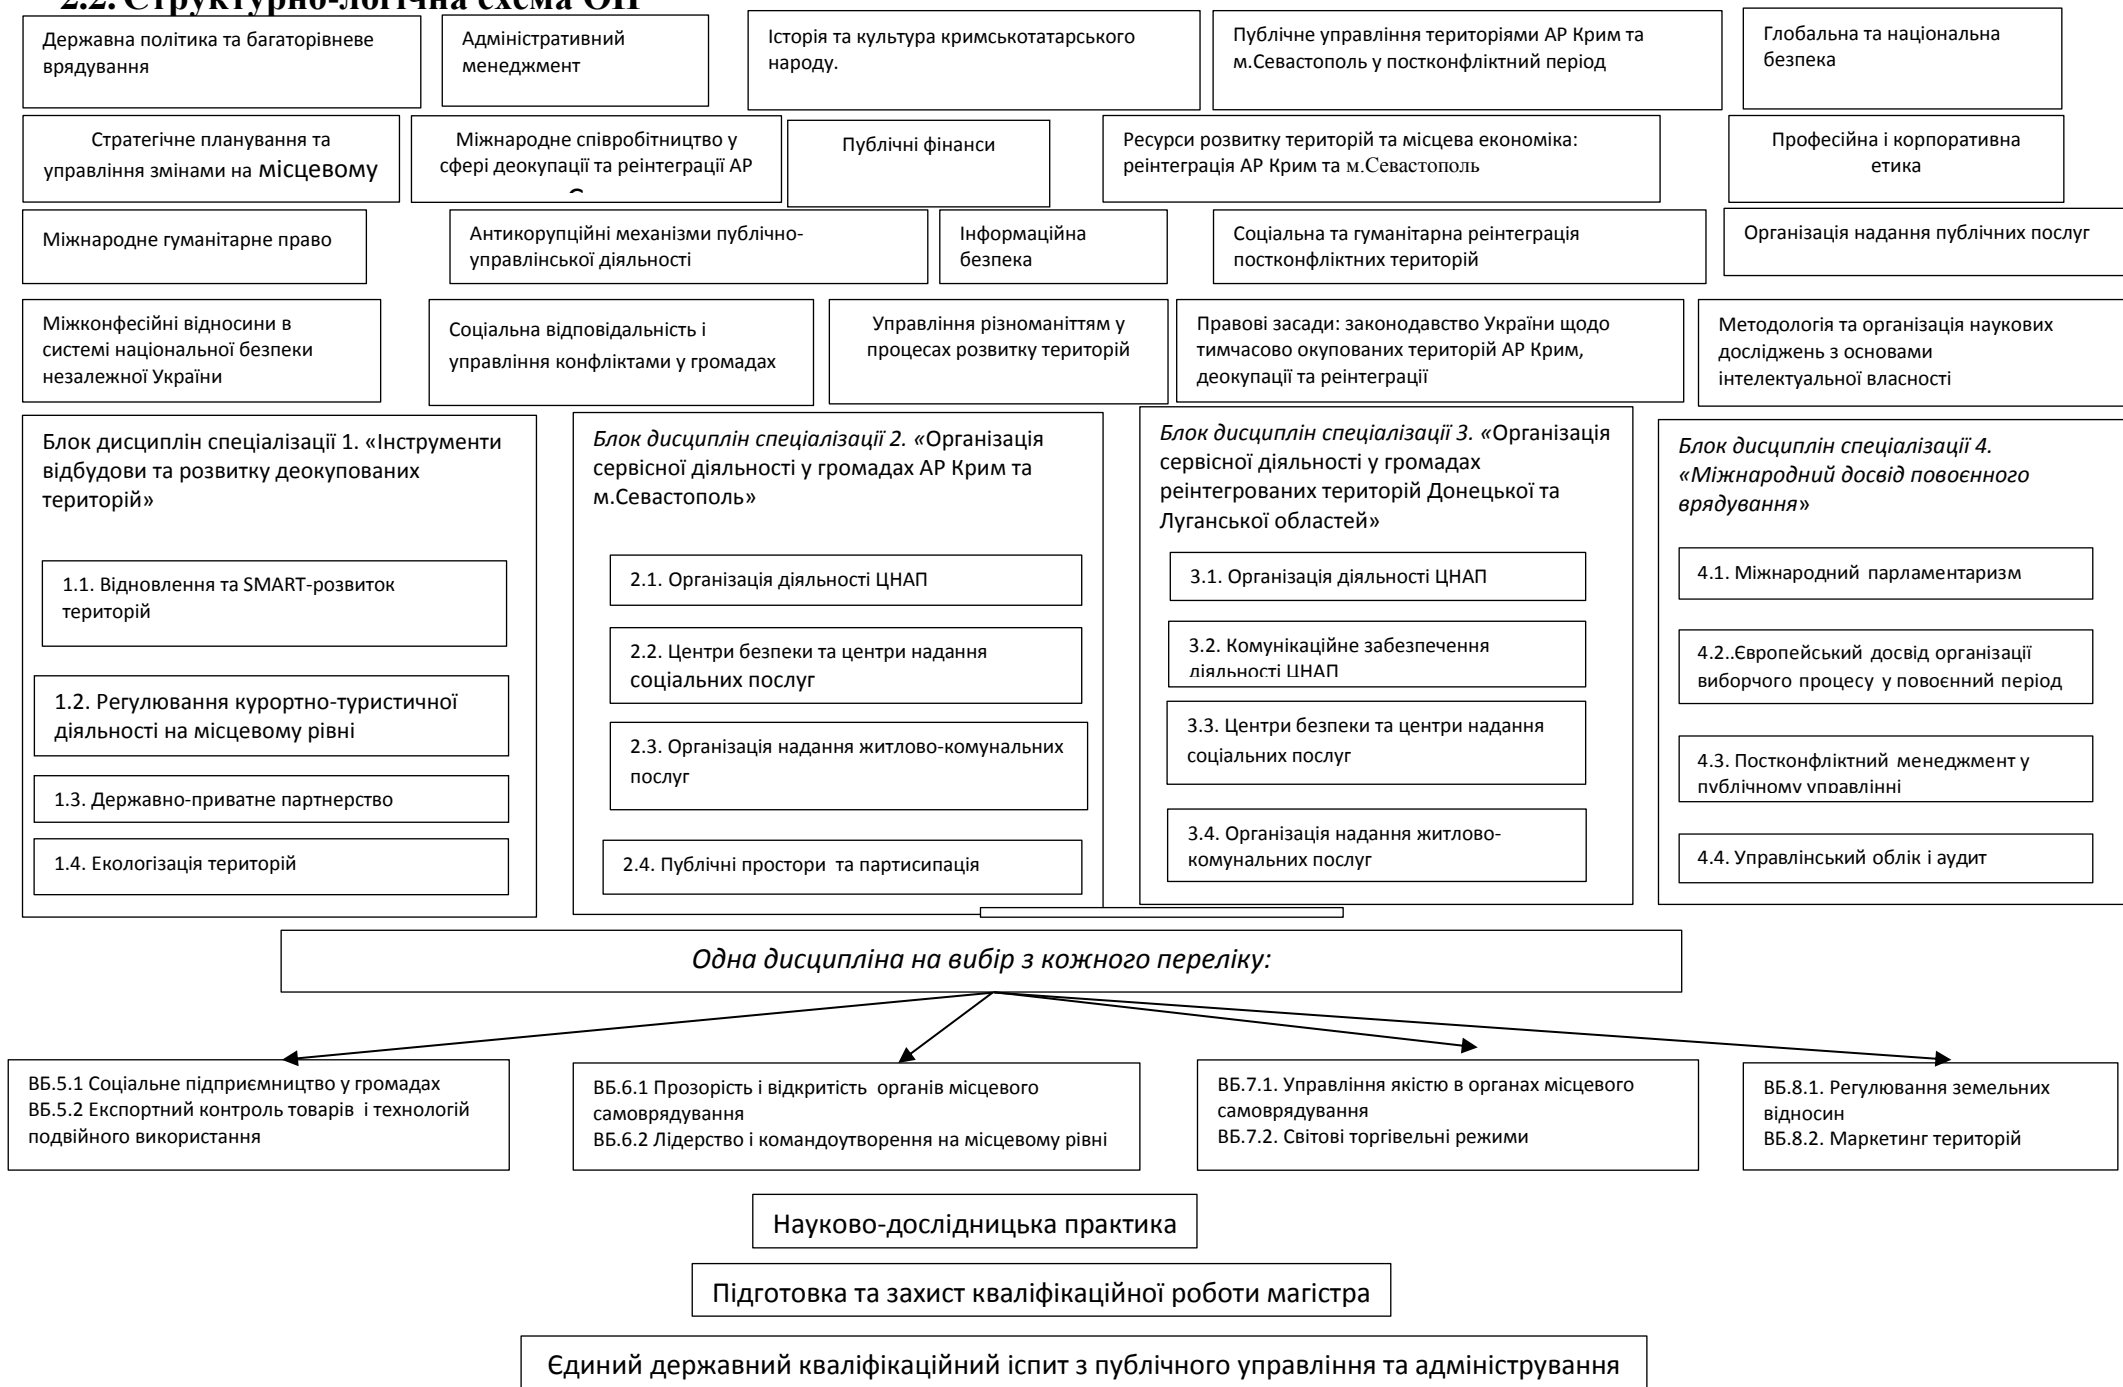 2.2. Структурно-логічна схема ОП
Державна політика та багаторівневе
врядування
Адміністративний
менеджмент
Історія та культура кримськотатарського
народу.
Публічне управління територіями АР Крим та
м.Севастополь у постконфліктний період
Глобальна та національна
безпека
Стратегічне планування та
управління змінами на місцевому
Міжнародне співробітництво у
сфері деокупації та реінтеграції АР
Публічні фінанси
Ресурси розвитку територій та місцева економіка:
реінтеграція АР Крим та м.Севастополь
Професійна і корпоративна
етика
Міжнародне гуманітарне право
Антикорупційні механізми публічно-
управлінської діяльності
Інформаційна
безпека
Соціальна та гуманітарна реінтеграція
постконфліктних територій
Організація надання публічних послуг
Міжконфесійні відносини в
системі національної безпеки
незалежної України
Соціальна відповідальність і
управління конфліктами у громадах
Управління різноманіттям у
процесах розвитку територій
Правові засади: законодавство України щодо
тимчасово окупованих територій АР Крим,
деокупації та реінтеграції
Методологія та організація наукових
досліджень з основами
інтелектуальної власності
Блок дисциплін спеціалізації 1. «Інструменти
відбудови та розвитку деокупованих
територій»
1.1. Відновлення та SMART-розвиток
територій
1.2. Регулювання курортно-туристичної
діяльності на місцевому рівні
1.3. Державно-приватне партнерство
1.4. Екологізація територій
Блок дисциплін спеціалізації 2. «Організація
сервісної діяльності у громадах АР Крим та
м.Севастополь»
2.1. Організація діяльності ЦНАП
2.2. Центри безпеки та центри надання
соціальних послуг
2.3. Організація надання житлово-комунальних
послуг
2.4. Публічні простори та партисипація
Блок дисциплін спеціалізації 3. «Організація
сервісної діяльності у громадах
реінтегрованих територій Донецької та
Луганської областей»
3.1. Організація діяльності ЦНАП
3.2. Комунікаційне забезпечення
діяльності ЦНАП
3.3. Центри безпеки та центри надання
соціальних послуг
3.4. Організація надання житлово-
комунальних послуг
Блок дисциплін спеціалізації 4.
«Міжнародний досвід повоєнного
врядування»
4.1. Міжнародний парламентаризм
4.2..Європейський досвід організації
виборчого процесу у повоєнний період
4.3. Постконфліктний менеджмент у
публічному управлінні
4.4. Управлінський облік і аудит
Одна дисципліна на вибір з кожного переліку:
ВБ.5.1 Соціальне підприємництво у громадах
ВБ.5.2 Експортний контроль товарів і технологій
подвійного використання
ВБ.6.1 Прозорість і відкритість органів місцевого
самоврядування
ВБ.6.2 Лідерство і командоутворення на місцевому рівні
ВБ.7.1. Управління якістю в органах місцевого
самоврядування
ВБ.7.2. Світові торгівельні режими
ВБ.8.1. Регулювання земельних
відносин
ВБ.8.2. Маркетинг територій
Науково-дослідницька практика
Підготовка та захист кваліфікаційної роботи магістра
Єдиний державний кваліфікаційний іспит з публічного управління та адміністрування